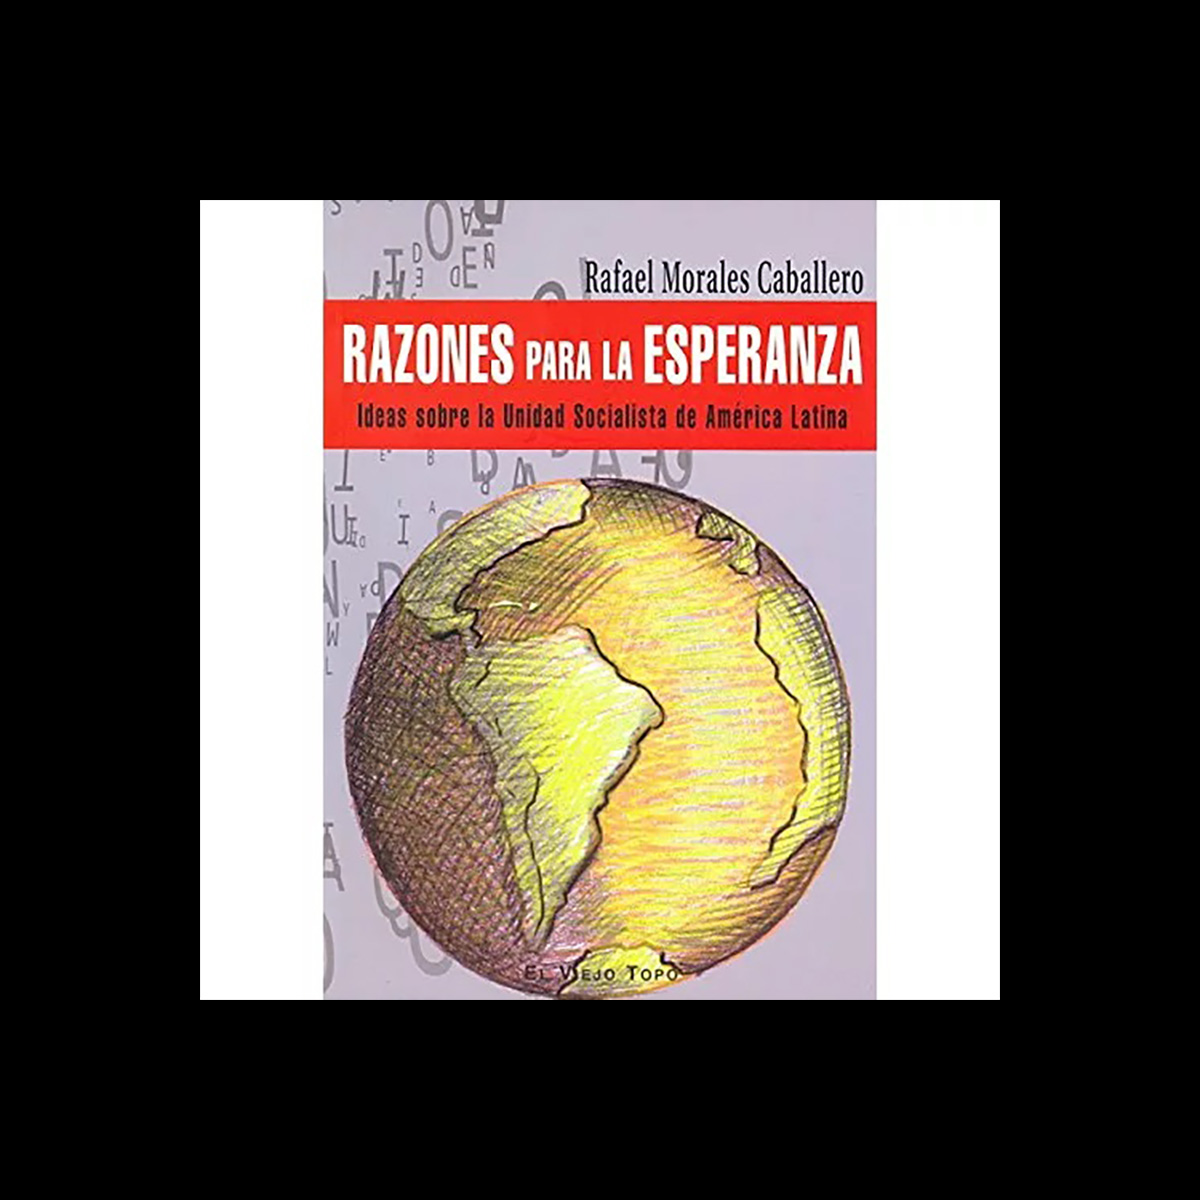 Rafael Morales Caballero
RAZONES PARA LA ESPERANZA
Ideas sobre la Unidad Socialista de América Latina
EL VIEJO TOPO